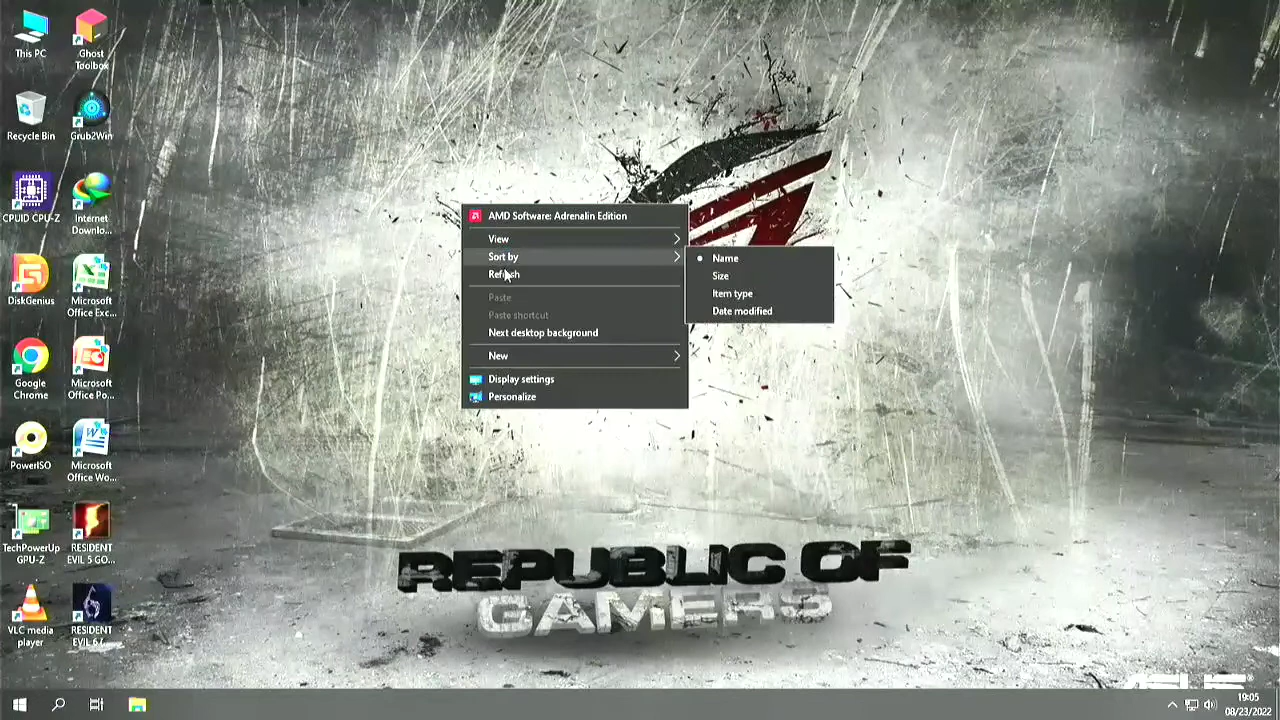 This PC
Ghost
Toolbox
Recycle Bin
Grub2Win
CPUID CPU-Z
Internet
Downlo...
DiskGenius
Microsoft
Office Exc...
Google
Chrome
Microsoft
Office Po...
PowerISO
Microsoft
Office Wo...
TechPowerUp
GPU-Z
RESIDENT
EVIL 5 GO...
VLC media
player
RESIDENT
AMD Software: Adrenalin Edition
View
Sort by
Refresh
Paste
Paste shortcut
Next desktop background
New
Display settings
Personalize
Name
Size
Item type
Date modified
REPUBLIC OF
GAMERS
19:05
08/23/2022